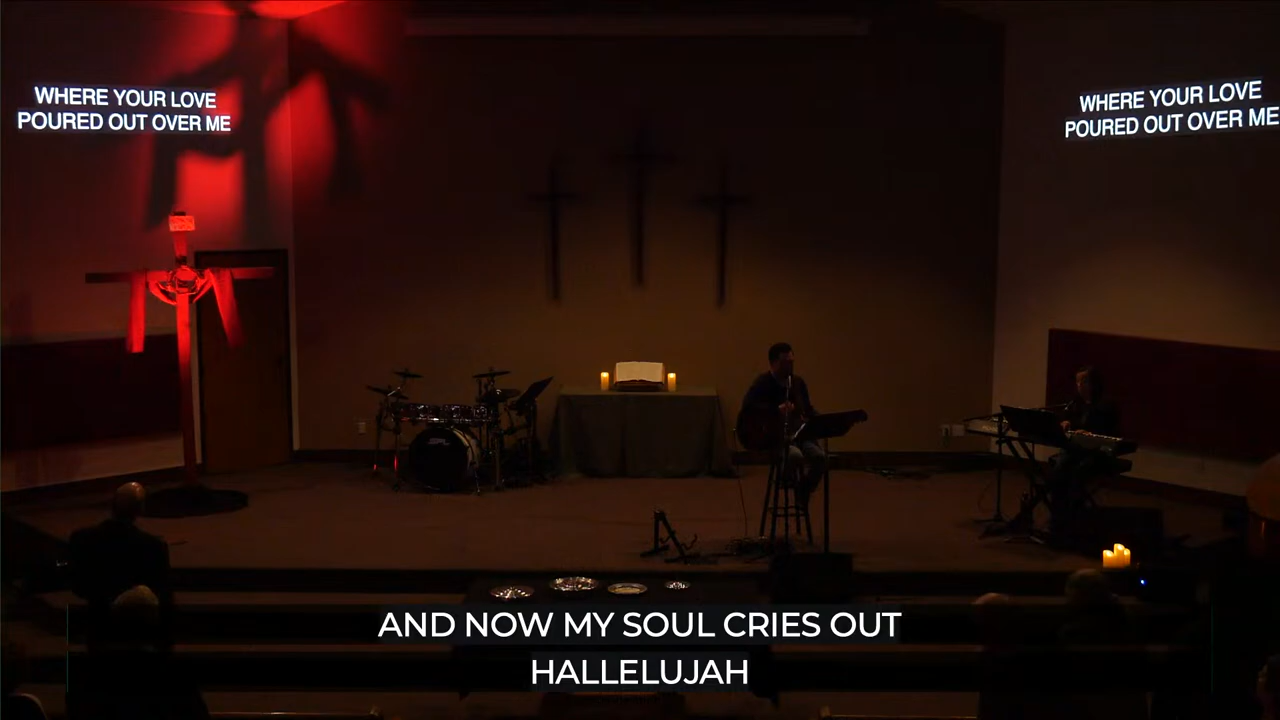 WHERE YOUR LOVE
POURED OUT OVER ME
WHERE YOUR LOVE
POURED OUT OVER ME
AND NOW MY SOUL CRIES OUT
HALLELUJAH